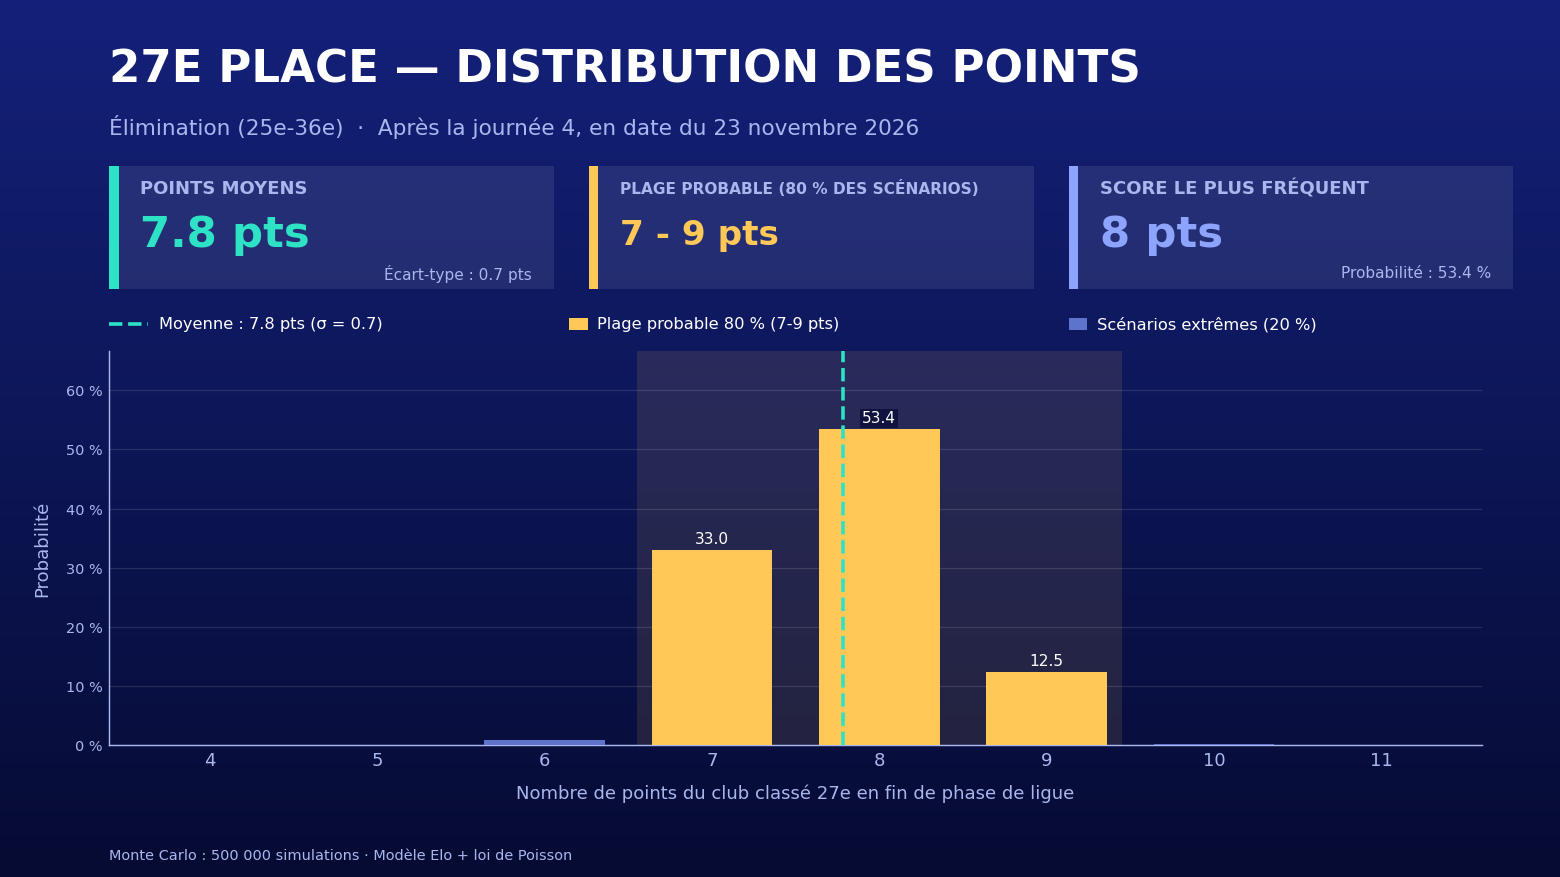 27E PLACE — DISTRIBUTION DES POINTS
Élimination (25e-36e)  ·  Après la journée 4, en date du 23 novembre 2026
POINTS MOYENS
7.8 pts
Écart-type : 0.7 pts
PLAGE PROBABLE (80 % DES SCÉNARIOS)
7 - 9 pts
SCORE LE PLUS FRÉQUENT
8 pts
Probabilité : 53.4 %
Moyenne : 7.8 pts (σ = 0.7)
Plage probable 80 % (7-9 pts)
Scénarios extrêmes (20 %)
Probabilité
60 %
50 %
40 %
30 %
20 %
10 %
0 %
33.0
53.4
12.5
4 5 6 7 8 9 10 11
Nombre de points du club classé 27e en fin de phase de ligue
Monte Carlo : 500 000 simulations · Modèle Elo + loi de Poisson